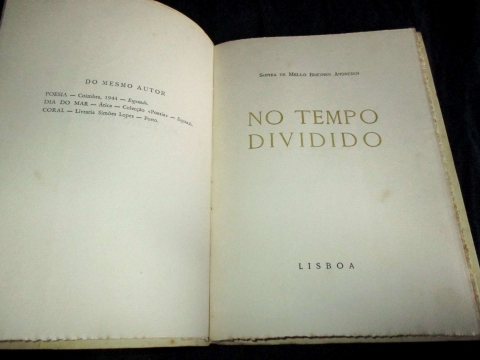 DO MESMO AUTOR
POESIA — Coimbra, 1944 — Esgotado.
DIA DO MAR — Ática — Colecção «Poesia» — Esgotado.
CORAL — Livraria Simões Lopes — Porto.
SOPHIA DE MELLO BREYNER ANDRESEN
NO TEMPO
DIVIDIDO
LISBOA